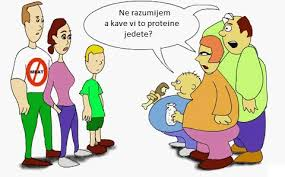 Ne razumijem
a kave vi to proteine
jedete?
MEAT